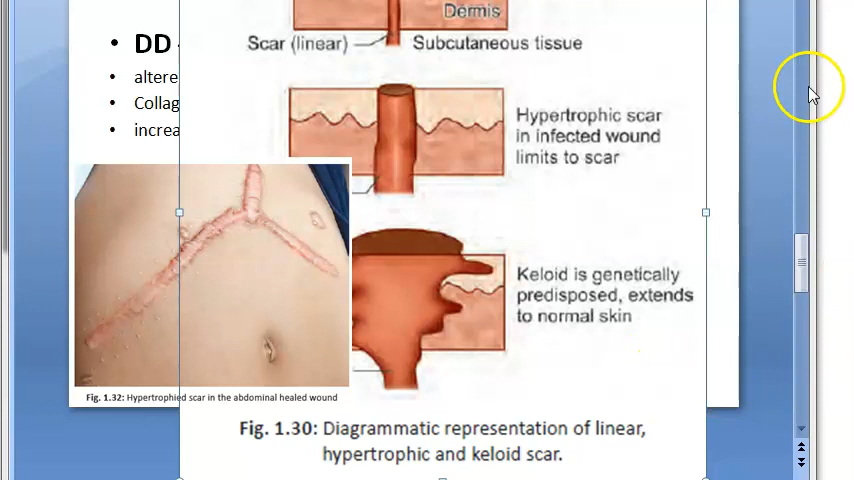 Dermis
Scar (linear)
Subcutaneous tissue
• DD
• altere
• Collag
• increa
Hypertrophic scar
in infected wound
limits to scar
Keloid is genetically
predisposed, extends
to normal skin
Fig. 1.32: Hypertrophied scar in the abdominal healed wound
Fig. 1.30: Diagrammatic representation of linear,
hypertrophic and keloid scar.